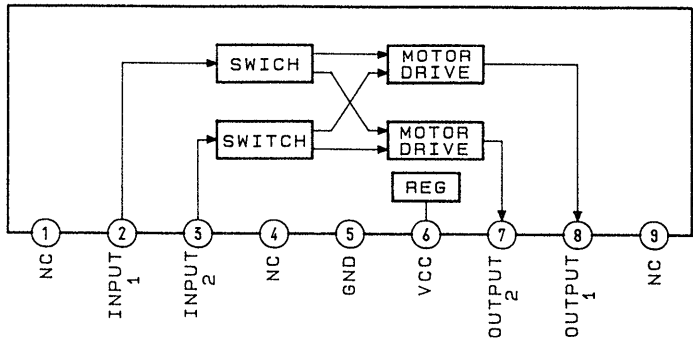 SWICH
MOTOR
DRIVE
SWITCH
MOTOR
DRIVE
REG
1
2
3
4
5
6
7
8
9
NC
INPUT
1
INPUT
2
NC
GND
VCC
OUTPUT
2
OUTPUT
1
NC